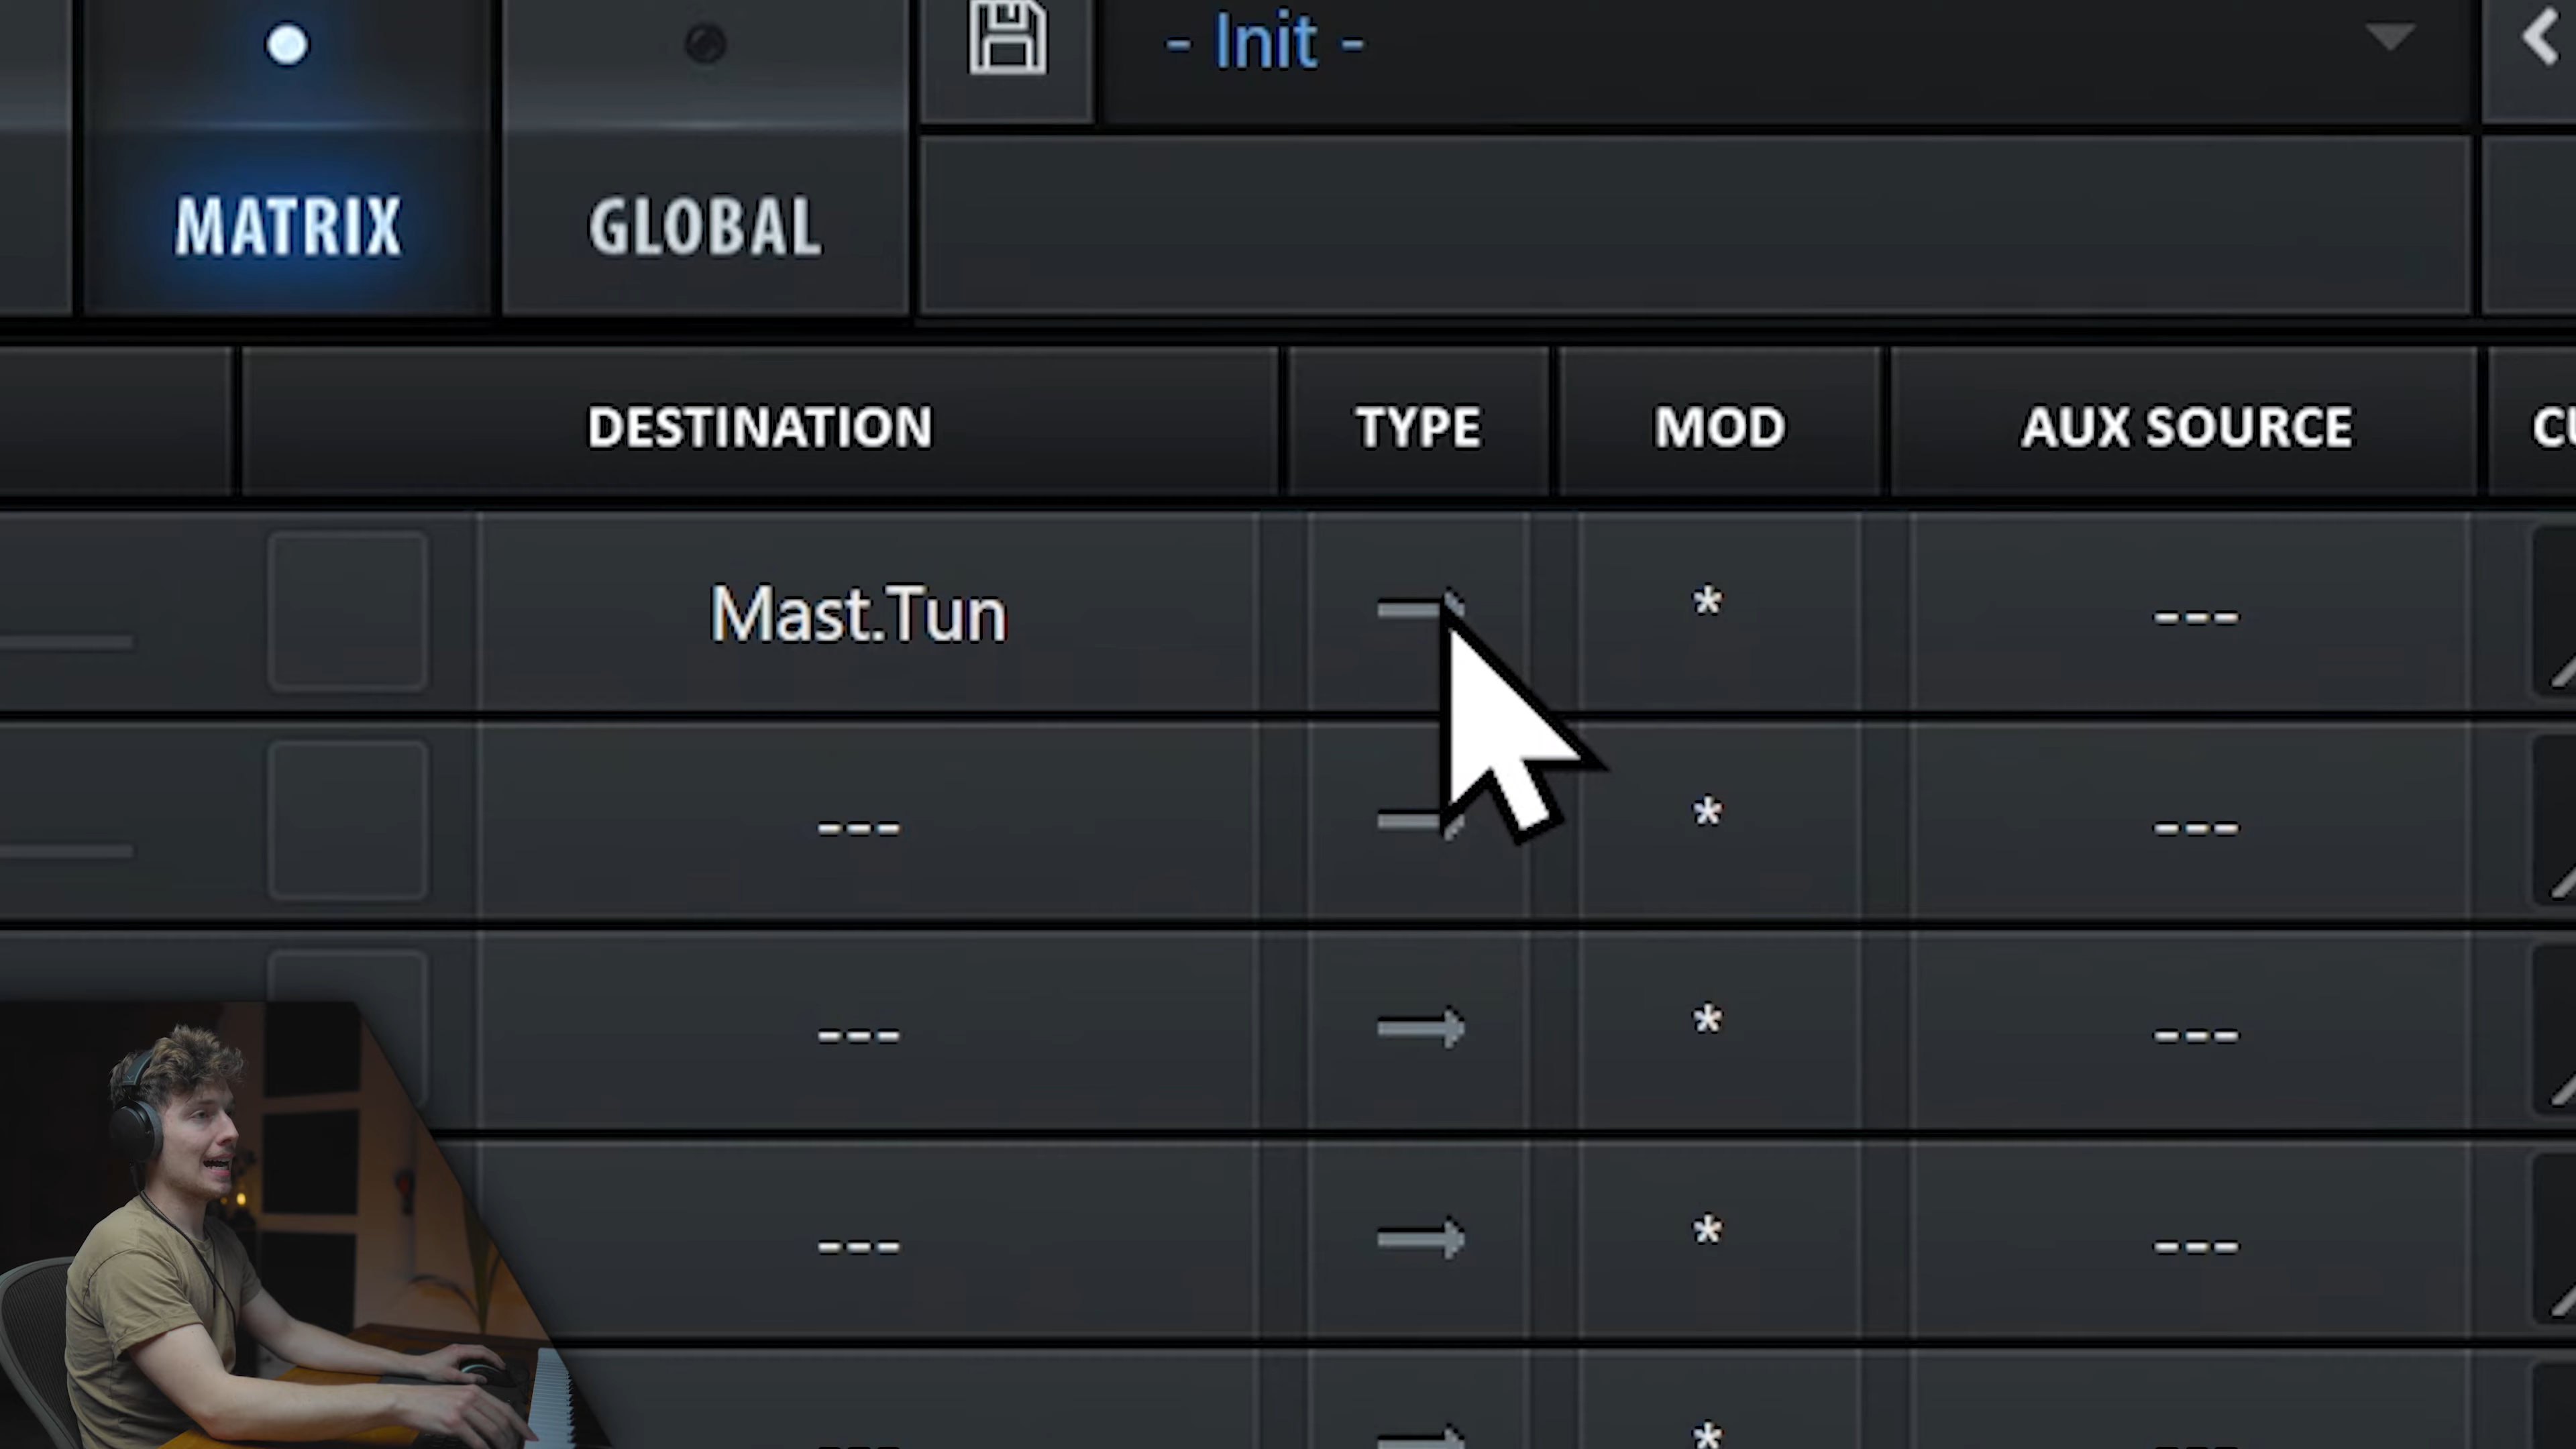 - Init -
MATRIX GLOBAL
DESTINATION TYPE MOD AUX SOURCE
Mast.Tun * ---
--- * ---
--- * ---
--- * ---
--- *